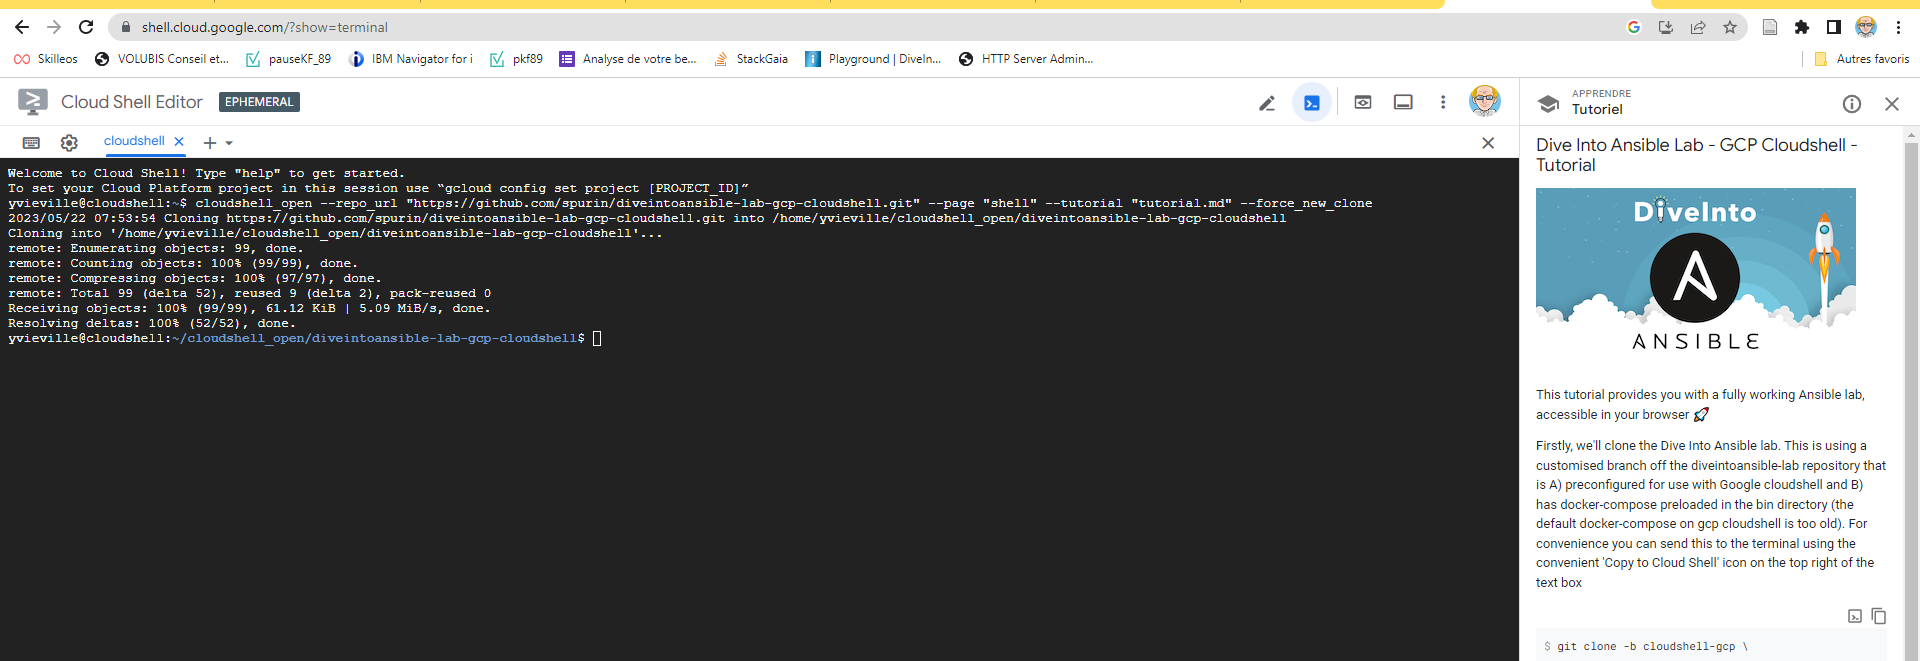 shell.cloud.google.com/?show=terminal
Skilleos VOLUBIS Conseil et... pauseKF_89 IBM Navigator for i pkf89 Analyse de votre be... StackGaia Playground | DiveIn... HTTP Server Admin... Autres favoris
Cloud Shell Editor EPHEMERAL
cloudshell
Welcome to Cloud Shell! Type "help" to get started.
To set your Cloud Platform project in this session use “gcloud config set project [PROJECT_ID]”
yvieville@cloudshell:~$ cloudshell_open --repo_url "https://github.com/spurin/diveintoansible-lab-gcp-cloudshell.git" --page "shell" --tutorial "tutorial.md" --force_new_clone
2023/05/22 07:53:54 Cloning https://github.com/spurin/diveintoansible-lab-gcp-cloudshell.git into /home/yvieville/cloudshell_open/diveintoansible-lab-gcp-cloudshell
Cloning into '/home/yvieville/cloudshell_open/diveintoansible-lab-gcp-cloudshell'...
remote: Enumerating objects: 99, done.
remote: Counting objects: 100% (99/99), done.
remote: Compressing objects: 100% (97/97), done.
remote: Total 99 (delta 52), reused 9 (delta 2), pack-reused 0
Receiving objects: 100% (99/99), 61.12 KiB | 5.09 MiB/s, done.
Resolving deltas: 100% (52/52), done.
yvieville@cloudshell:~/cloudshell_open/diveintoansible-lab-gcp-cloudshell$
APPRENDRE
Tutoriel
Dive Into Ansible Lab - GCP Cloudshell -
Tutorial
DiveInto
ANSIBLE
This tutorial provides you with a fully working Ansible lab,
accessible in your browser 🚀
Firstly, we'll clone the Dive Into Ansible lab. This is using a
customised branch off the diveintoansible-lab repository that
is A) preconfigured for use with Google cloudshell and B)
has docker-compose preloaded in the bin directory (the
default docker-compose on gcp cloudshell is too old). For
convenience you can send this to the terminal using the
convenient 'Copy to Cloud Shell' icon on the top right of the
text box
$ git clone -b cloudshell-gcp \